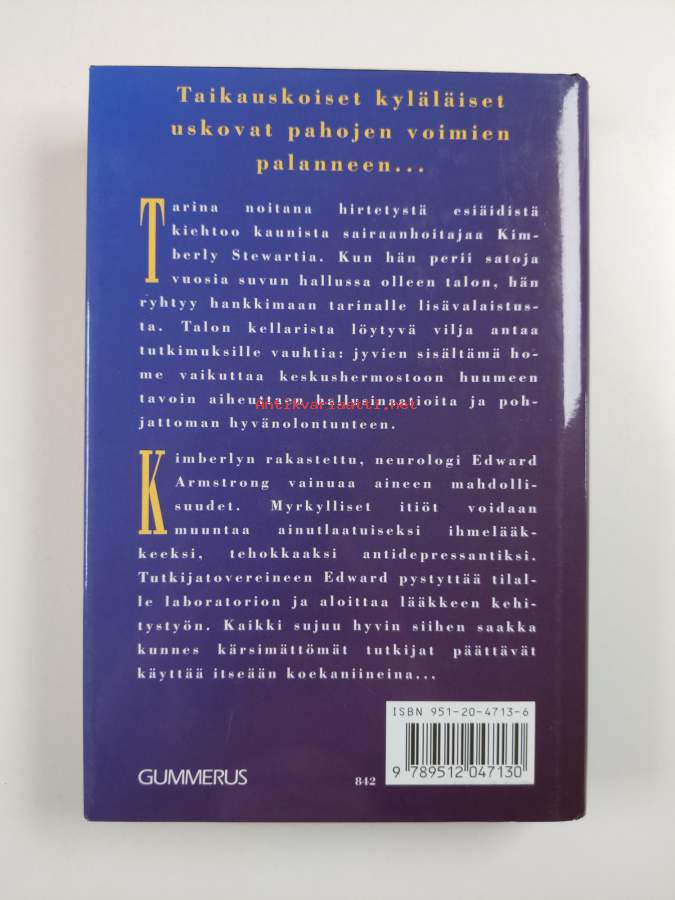 Taikauskoiset kyläläiset
uskovat pahojen voimien
palanneen...
Tarina noitana hirtetystä esiäidistä
kiehtoo kaunista sairaanhoitajaa Kim-
berly Stewartia. Kun hän perii satoja
vuosia suvun hallussa olleen talon, hän
ryhtyy hankkimaan tarinalle lisävalaistus-
ta. Talon kellarista löytyvä vilja antaa
tutkimuksille vauhtia: jyvien sisältämä ho-
me vaikuttaa keskushermostoon huumeen
tavoin aiheuttaen hallusinaatioita ja poh-
Antikvariaatti.net
jattoman hyvänolontunteen.
Kimberlyn rakastettu, neurologi Edward
Armstrong vainuaa aineen mahdolli-
suudet. Myrkylliset itiöt voidaan
muuntaa ainutlaatuiseksi ihmelääk-
keeksi, tehokkaaksi antidepressantiksi.
Tutkijatovereineen Edward pystyttää tilal-
le laboratorion ja aloittaa lääkkeen kehi-
tystyön. Kaikki sujuu hyvin siihen saakka
kunnes kärsimättömät tutkijat päättävät
käyttää itseään koekaniineina...
ISBN 951-20-4713-6
9 789512 047130
GUMMERUS
842